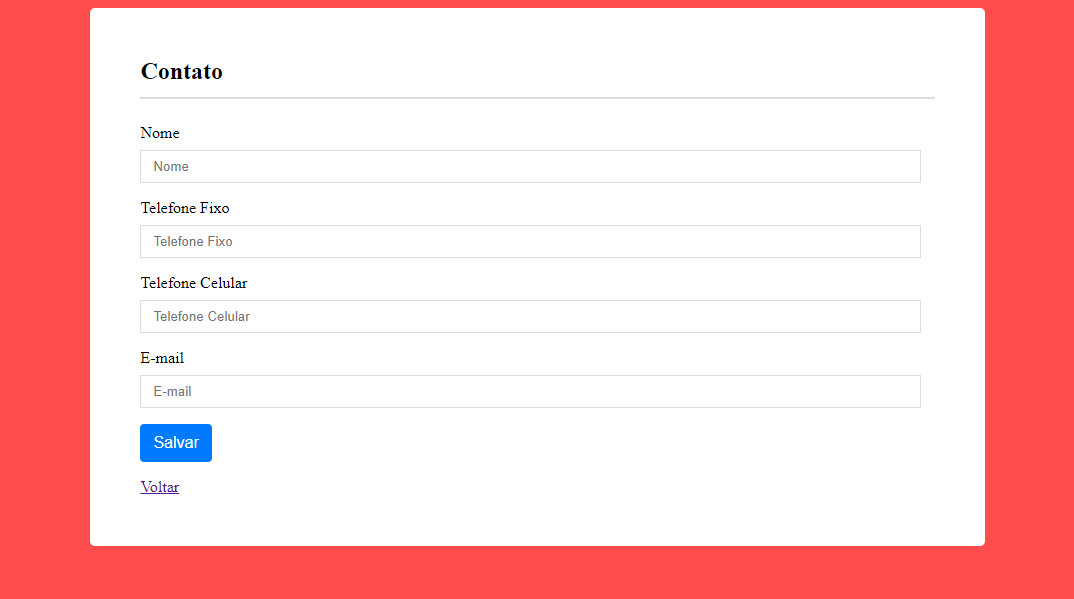 Contato
Nome
Nome
Telefone Fixo
Telefone Fixo
Telefone Celular
Telefone Celular
E-mail
E-mail
Salvar
Voltar